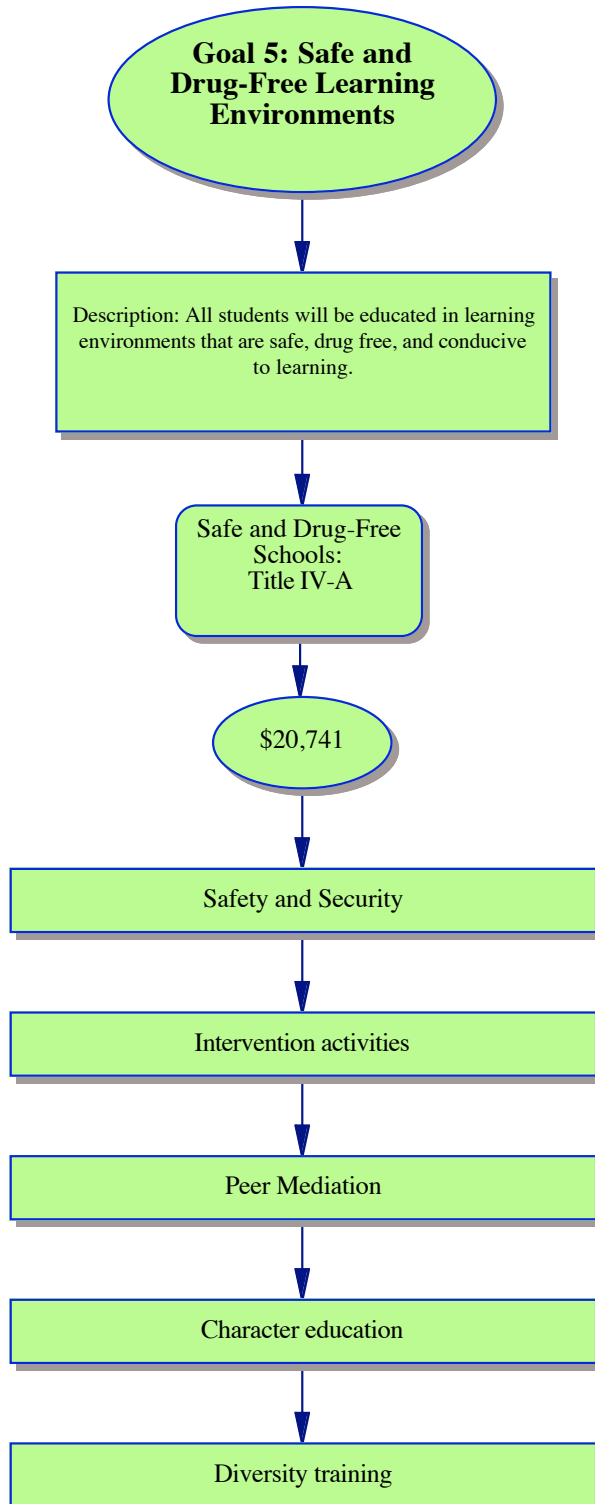 Goal 5: Safe and
Drug-Free Learning
Environments
Description: All students will be educated in learning
environments that are safe, drug free, and conducive
to learning.
Safe and Drug-Free
Schools:
Title IV-A
$20,741
Safety and Security
Intervention activities
Peer Mediation
Character education
Diversity training